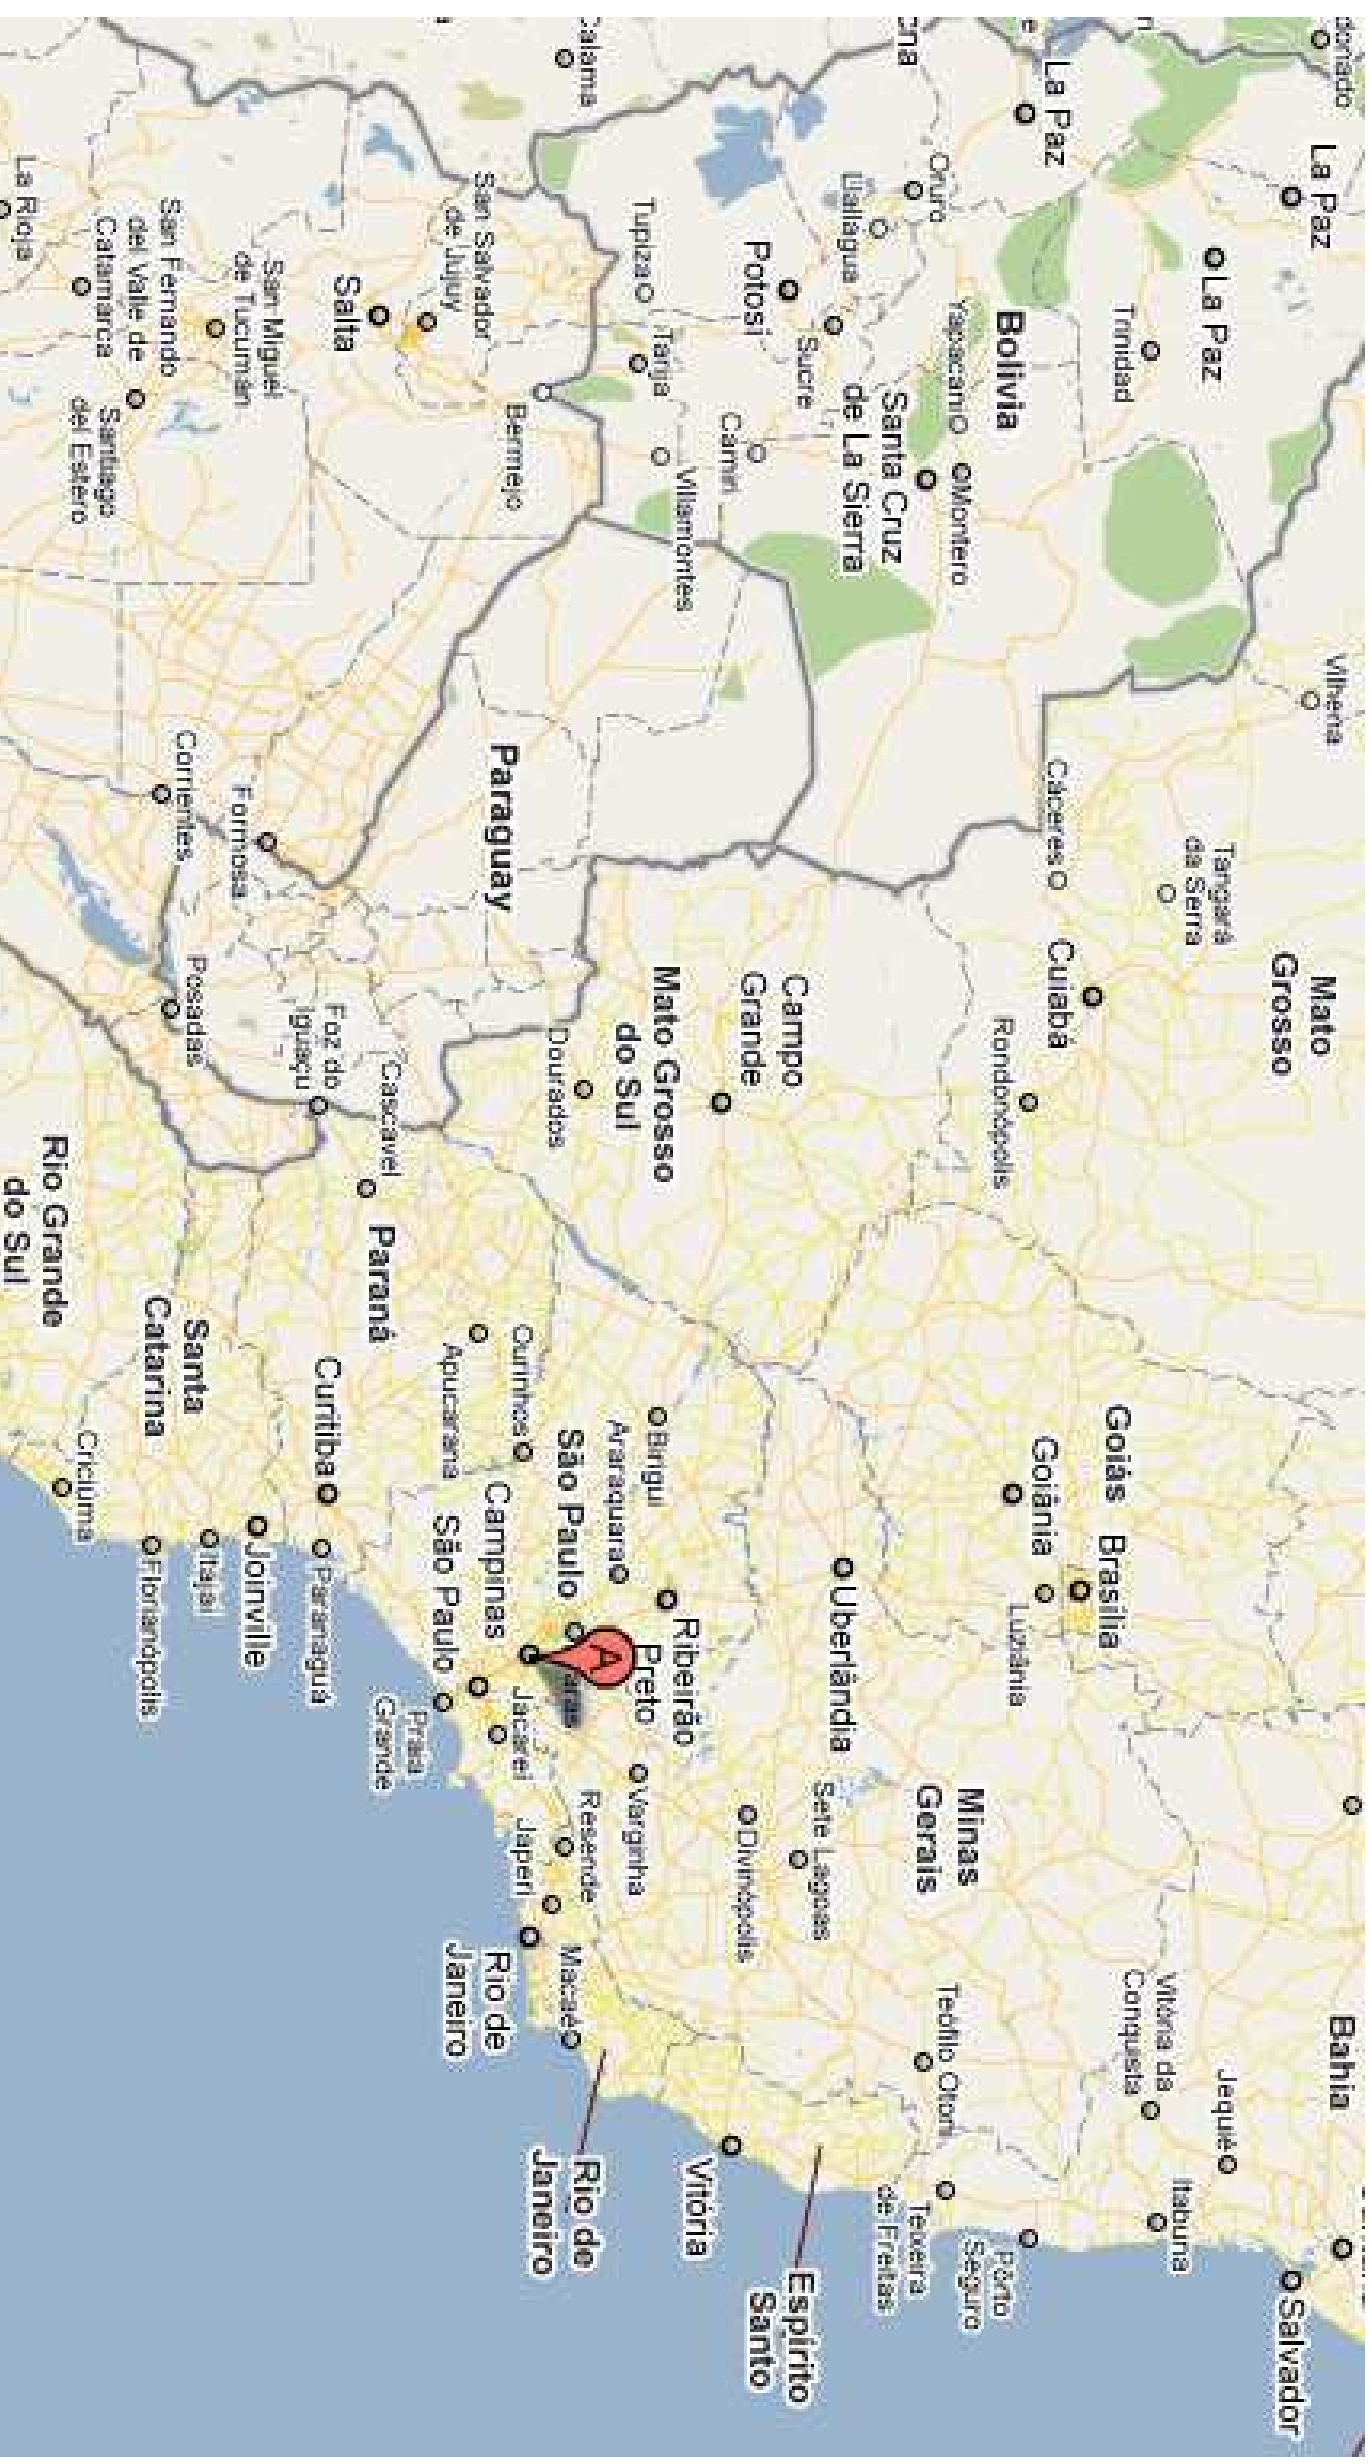 La Paz
La Paz
La Paz
Trinidad
Vilhena
Mato
Grosso
Tangará
da Serra
Cáceres
Cuiabá
Rondonópolis
Bolivia
Yapacani
Montero
Oruro
Llallagua
Santa Cruz
de La Sierra
Sucre
Potosí
Camiri
Tupiza
Tarija
Villamontes
Bermejo
Calama
San Salvador
de Jujuy
Salta
San Miguel
de Tucumán
San Fernando
del Valle de
Catamarca
Santiago
del Estero
La Rioja
Paraguay
Formosa
Corrientes
Posadas
Foz do
Iguaçu
Cascavel
Campo
Grande
Mato Grosso
do Sul
Dourados
Goiás
Brasília
Goiânia
Luziânia
Bahia
Jequié
Vitória da
Conquista
Itabuna
Salvador
Pôrto
Seguro
Teixeira
de Freitas
Teófilo Otoni
Minas
Gerais
Uberlândia
Sete Lagoas
Divinópolis
Espírito
Santo
Vitória
Ribeirão
Preto
Varginha
Birigui
Araraquara
São Paulo
A
Araras
Resende
Macaé
Rio de
Janeiro
Ourinhos
Campinas
Jacareí
Japeri
Rio de
Janeiro
Apucarana
São Paulo
Praia
Grande
Paraná
Curitiba
Paranaguá
Joinville
Santa
Catarina
Itajaí
Florianópolis
Criciúma
Rio Grande
do Sul